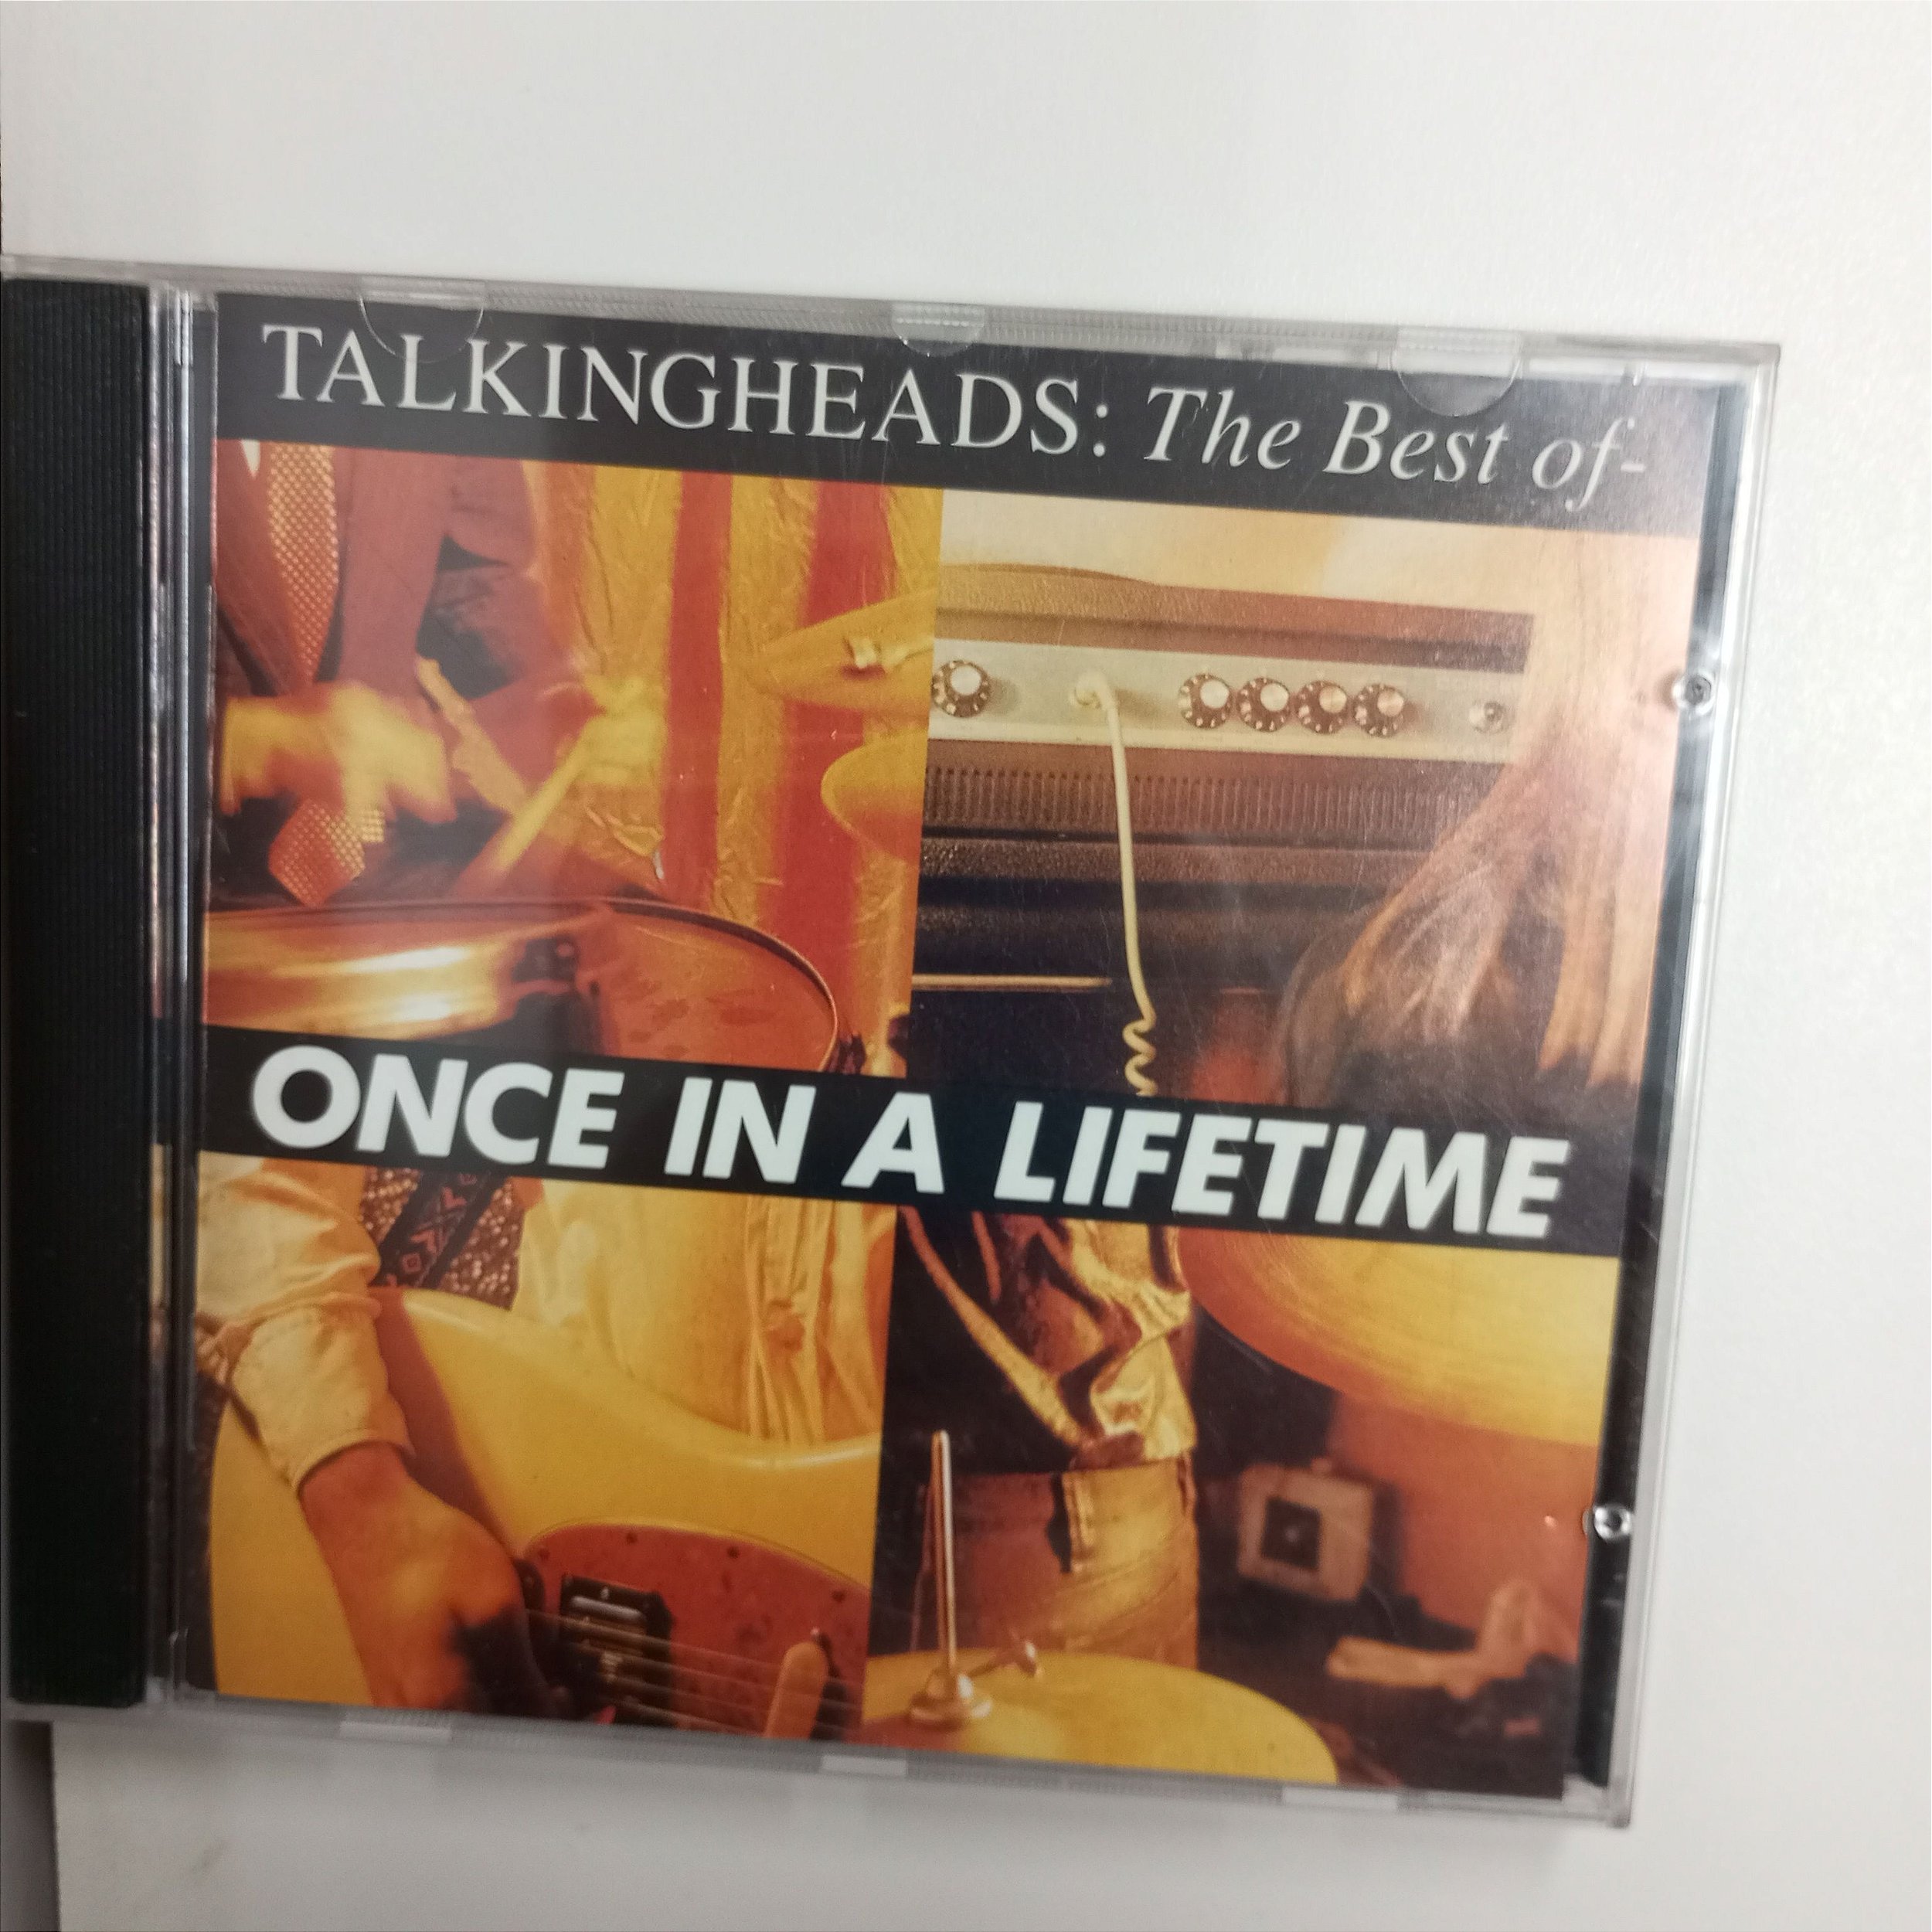 TALKINGHEADS: The Best of-
ONCE IN A LIFETIME